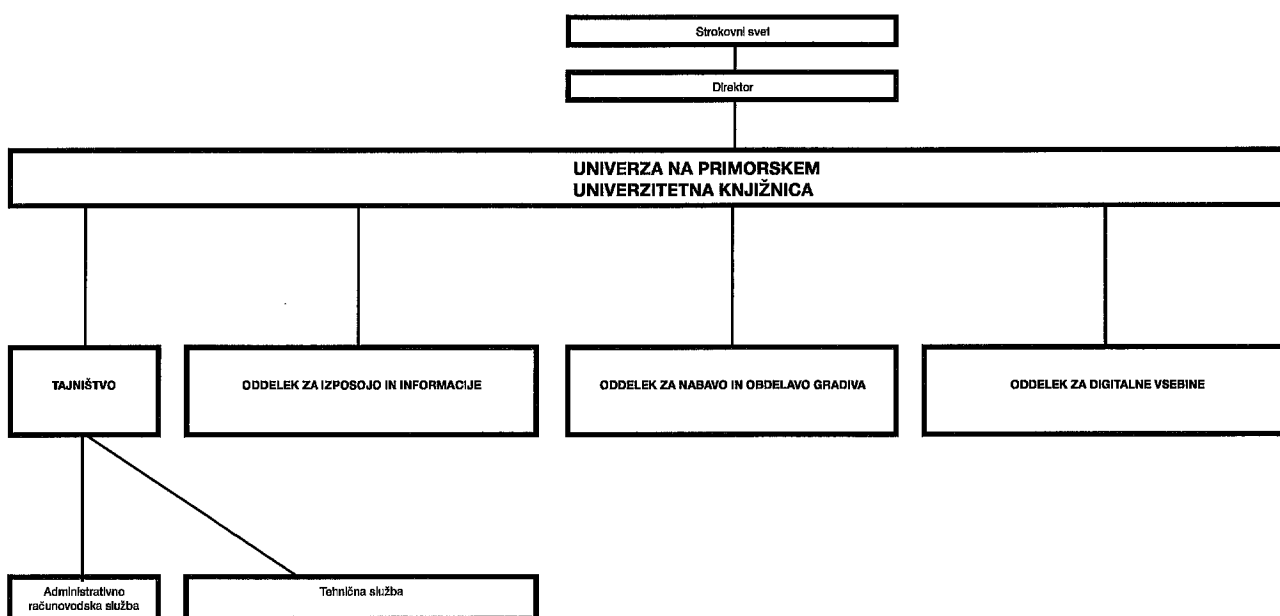 Strokovni svet
Direktor
UNIVERZA NA PRIMORSKEM
UNIVERZITETNA KNJIŽNICA
TAJNIŠTVO
ODDELEK ZA IZPOSOJO IN INFORMACIJE
ODDELEK ZA NABAVO IN OBDELAVO GRADIVA
ODDELEK ZA DIGITALNE VSEBINE
Administrativno
računovodska služba
Tehnična služba